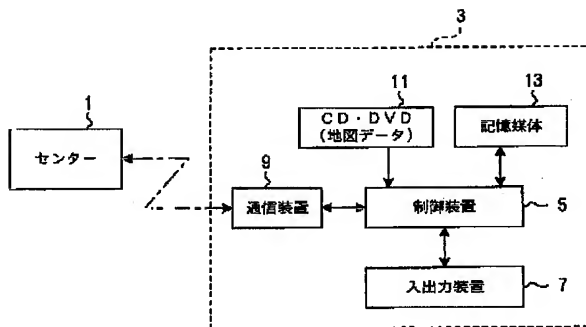 3
1
センター
11
CD・DVD
(地図データ)
13
記憶媒体
9
通信装置
制御装置
5
入出力装置
7